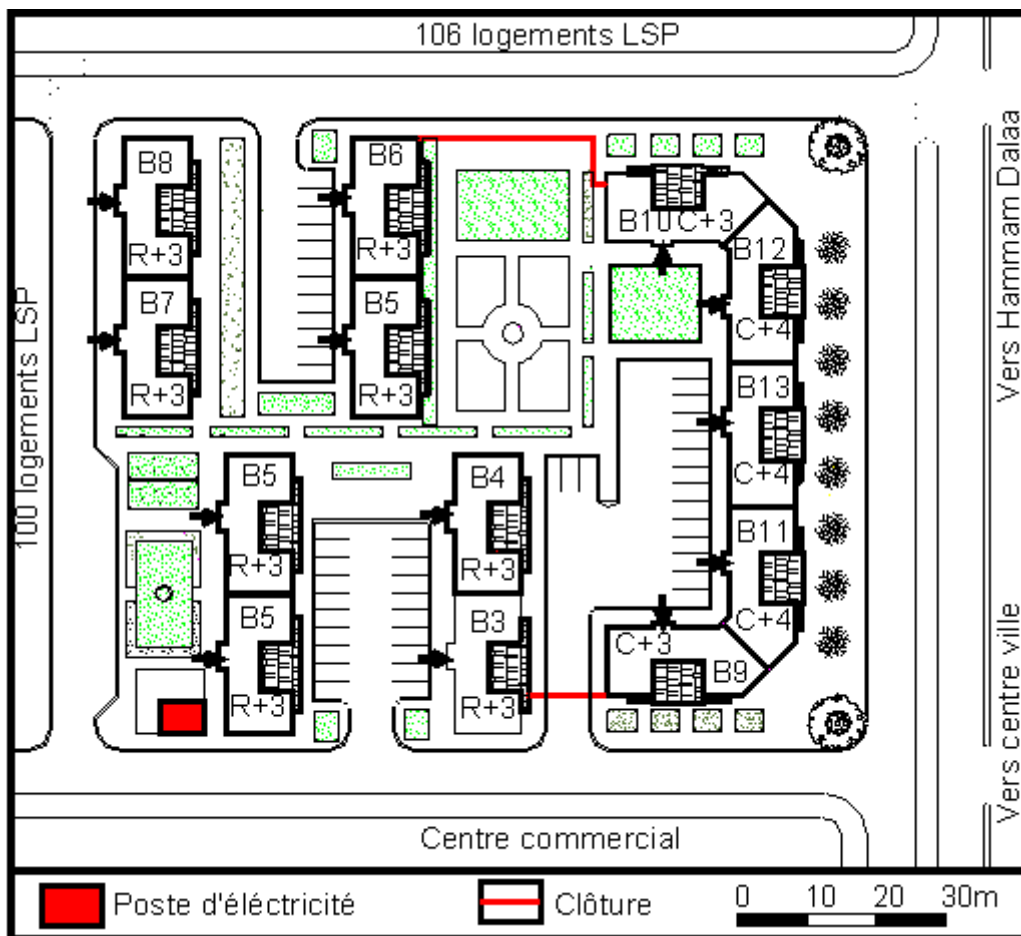 106 logements LSP
100 logements LSP
Vers Hammam Dalaa
Vers centre ville
B8
R+3
B7
R+3
B6
R+3
B5
R+3
B10 C+3
B12
C+4
B13
C+4
B11
C+4
C+3
B9
B5
R+3
B5
R+3
B4
R+3
B3
R+3
Centre commercial
Poste d'éléctricité
Clôture
0 10 20 30m